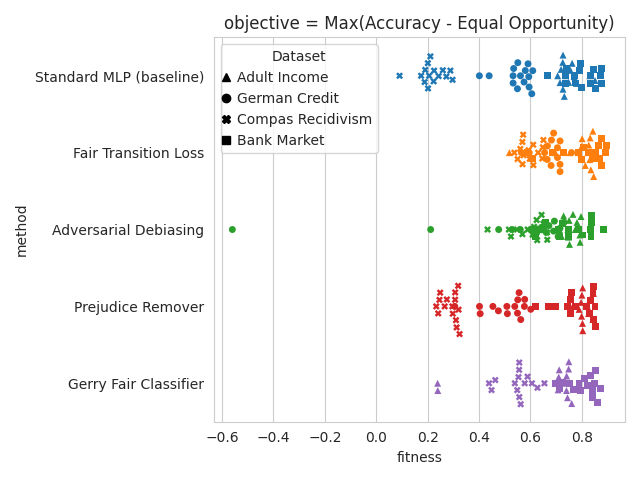 objective = Max(Accuracy - Equal Opportunity)
Dataset
Adult Income
German Credit
Compas Recidivism
Bank Market
method
Standard MLP (baseline)
Fair Transition Loss
Adversarial Debiasing
Prejudice Remover
Gerry Fair Classifier
−0.6 −0.4 −0.2 0.0 0.2 0.4 0.6 0.8
fitness